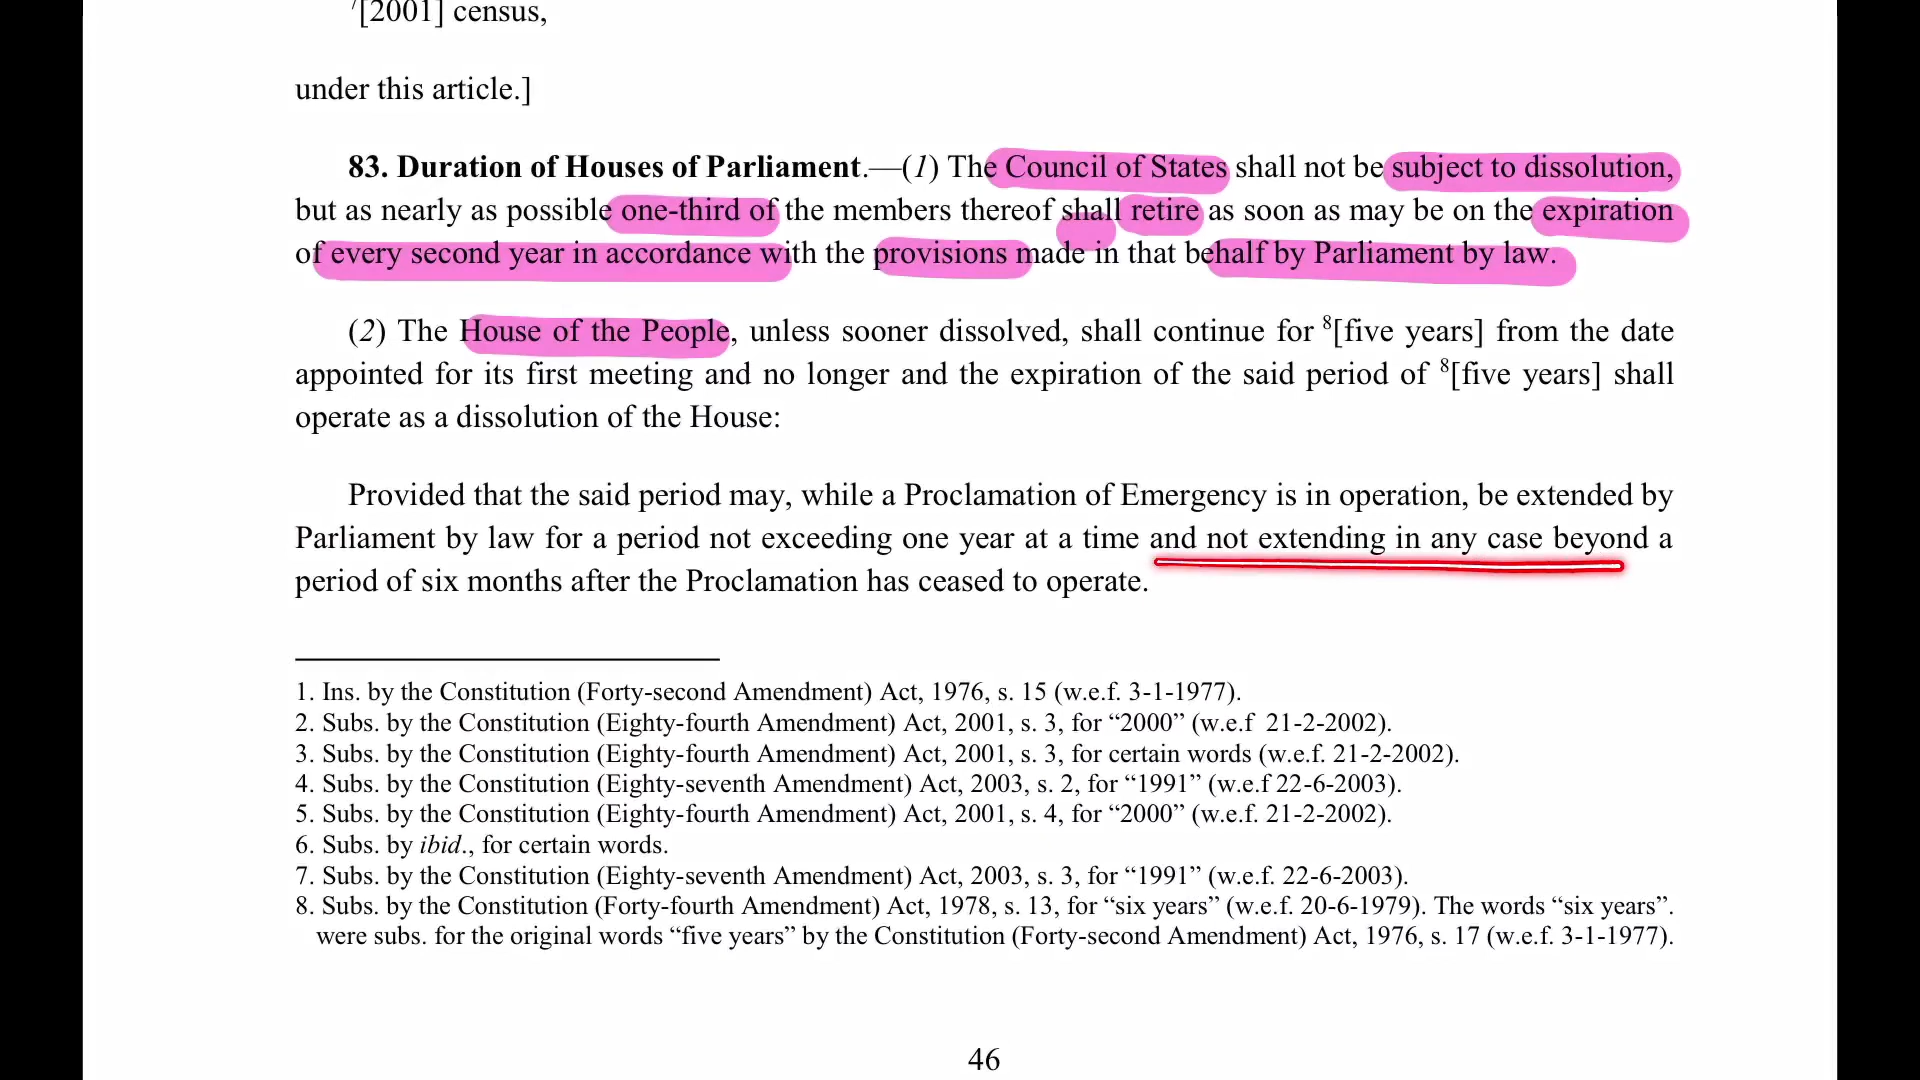 ⁷[2001] census,
under this article.]
83. Duration of Houses of Parliament.—(1) The Council of States shall not be subject to dissolution,
but as nearly as possible one-third of the members thereof shall retire as soon as may be on the expiration
of every second year in accordance with the provisions made in that behalf by Parliament by law.
(2) The House of the People, unless sooner dissolved, shall continue for ⁸[five years] from the date
appointed for its first meeting and no longer and the expiration of the said period of ⁸[five years] shall
operate as a dissolution of the House:
Provided that the said period may, while a Proclamation of Emergency is in operation, be extended by
Parliament by law for a period not exceeding one year at a time and not extending in any case beyond a
period of six months after the Proclamation has ceased to operate.
1. Ins. by the Constitution (Forty-second Amendment) Act, 1976, s. 15 (w.e.f. 3-1-1977).
2. Subs. by the Constitution (Eighty-fourth Amendment) Act, 2001, s. 3, for “2000” (w.e.f 21-2-2002).
3. Subs. by the Constitution (Eighty-fourth Amendment) Act, 2001, s. 3, for certain words (w.e.f. 21-2-2002).
4. Subs. by the Constitution (Eighty-seventh Amendment) Act, 2003, s. 2, for “1991” (w.e.f 22-6-2003).
5. Subs. by the Constitution (Eighty-fourth Amendment) Act, 2001, s. 4, for “2000” (w.e.f. 21-2-2002).
6. Subs. by ibid., for certain words.
7. Subs. by the Constitution (Eighty-seventh Amendment) Act, 2003, s. 3, for “1991” (w.e.f. 22-6-2003).
8. Subs. by the Constitution (Forty-fourth Amendment) Act, 1978, s. 13, for “six years” (w.e.f. 20-6-1979). The words “six years”.
were subs. for the original words “five years” by the Constitution (Forty-second Amendment) Act, 1976, s. 17 (w.e.f. 3-1-1977).
46